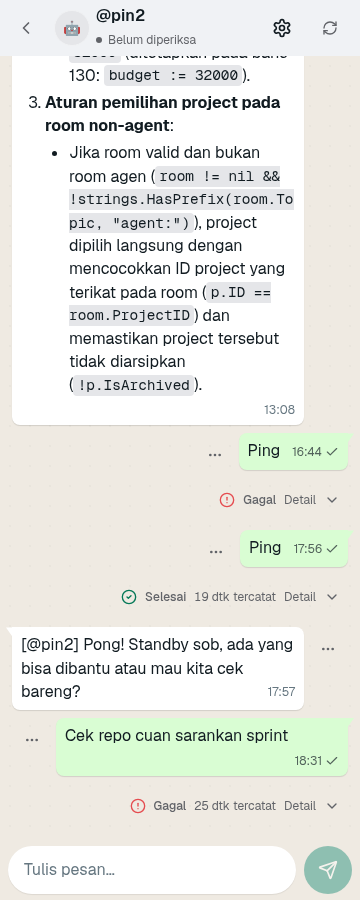 @pin2
Belum diperiksa
130: budget := 32000).
3. Aturan pemilihan project pada
room non-agent:
• Jika room valid dan bukan
room agen (room != nil &&
!strings.HasPrefix(room.To
pic, "agent:")), project
dipilih langsung dengan
mencocokkan ID project yang
terikat pada room (p.ID ==
room.ProjectID) dan
memastikan project tersebut
tidak diarsipkan
(!p.IsArchived).
13:08
Ping 16:44
Gagal Detail
Ping 17:56
Selesai 19 dtk tercatat Detail
[@pin2] Pong! Standby sob, ada yang
bisa dibantu atau mau kita cek
bareng? 17:57
Cek repo cuan sarankan sprint
18:31
Gagal 25 dtk tercatat Detail
Tulis pesan...